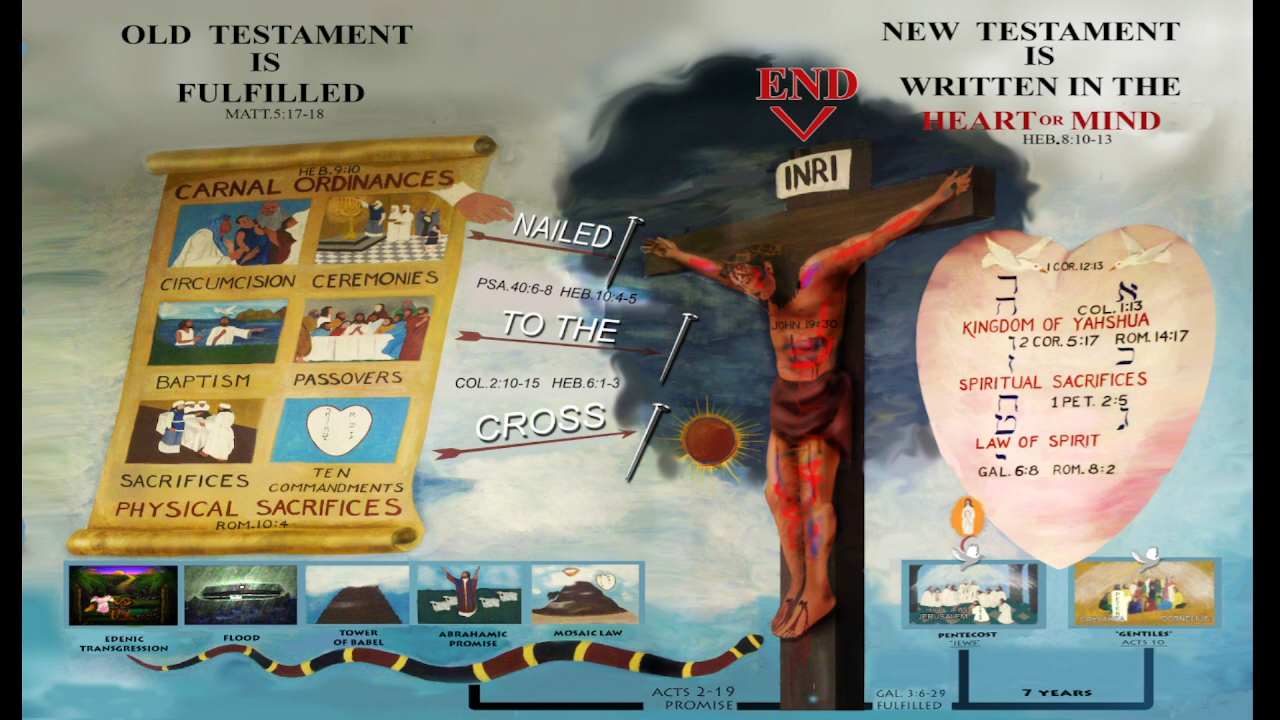 OLD TESTAMENT
IS
FULFILLED
MATT.5:17-18
HEB.9:10
CARNAL ORDINANCES
CIRCUMCISION CEREMONIES
BAPTISM PASSOVERS
SACRIFICES TEN
COMMANDMENTS
PHYSICAL SACRIFICES
ROM.10:4
NAILED
PSA.40:6-8 HEB.10:4-5
TO THE
COL.2:10-15 HEB.6:1-3
CROSS
END
INRI
JOHN 19:30
NEW TESTAMENT
IS
WRITTEN IN THE
HEART OR MIND
HEB.8:10-13
1 COR.12:13
COL.1:13
KINGDOM OF YAHSHUA
2 COR.5:17 ROM.14:17
SPIRITUAL SACRIFICES
1 PET. 2:5
LAW OF SPIRIT
GAL. 6:8 ROM. 8:2
EDENIC
TRANSGRESSION
FLOOD
TOWER
OF BABEL
ABRAHAMIC
PROMISE
MOSAIC LAW
JERUSALEM
CORNELIUS
PENTECOST
"JEWS"
"GENTILES"
ACTS 10
ACTS 2-19
PROMISE
GAL. 3:6-29
FULFILLED
7 YEARS